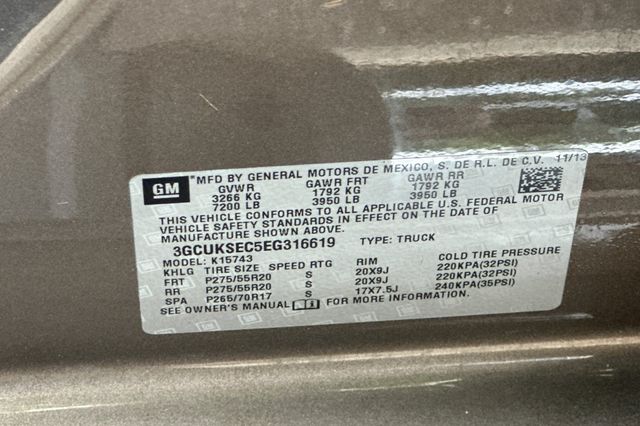 GM
*MFD BY GENERAL MOTORS DE MEXICO, S. DE R.L. DE C.V. 11/13
GVWR GAWR FRT GAWR RR
3266 KG 1792 KG 1792 KG
7200 LB 3950 LB 3950 LB
THIS VEHICLE CONFORMS TO ALL APPLICABLE U.S. FEDERAL MOTOR
VEHICLE SAFETY STANDARDS IN EFFECT ON THE DATE OF
MANUFACTURE SHOWN ABOVE.
3GCUKSEC5EG316619 TYPE: TRUCK
MODEL: K15743
KHLG TIRE SIZE SPEED RTG RIM COLD TIRE PRESSURE
FRT P275/55R20 S 20X9J 220KPA(32PSI)
RR P275/55R20 S 20X9J 220KPA(32PSI)
SPA P265/70R17 S 17X7.5J 240KPA(35PSI)
SEE OWNER'S MANUAL FOR MORE INFORMATION.